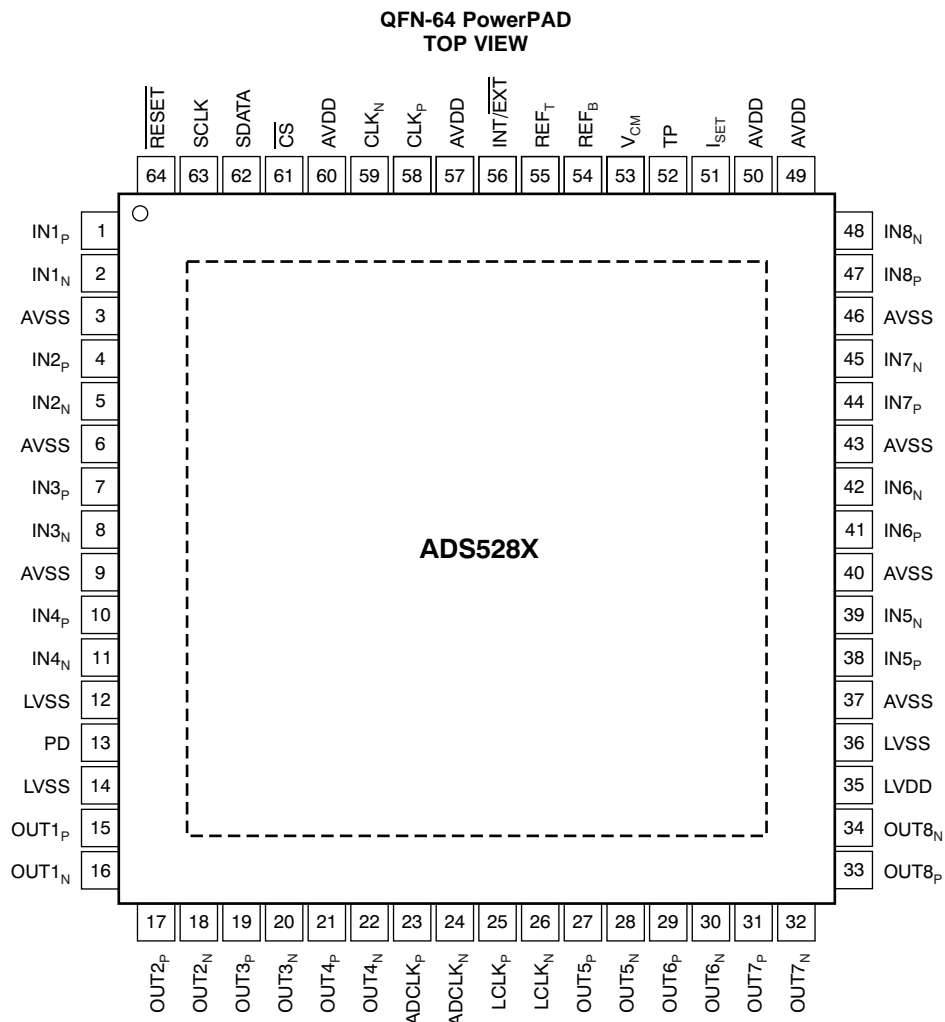 QFN-64 PowerPAD
TOP VIEW
RESET
SCLK
SDATA
CS
AVDD
CLKN
CLKP
AVDD
INT/EXT
REFT
REFB
VCM
TP
ISET
AVDD
AVDD
64 63 62 61 60 59 58 57 56 55 54 53 52 51 50 49
IN1P 1
IN1N 2
AVSS 3
IN2P 4
IN2N 5
AVSS 6
IN3P 7
IN3N 8
AVSS 9
IN4P 10
IN4N 11
LVSS 12
PD 13
LVSS 14
OUT1P 15
OUT1N 16
ADS528X
48 IN8N
47 IN8P
46 AVSS
45 IN7N
44 IN7P
43 AVSS
42 IN6N
41 IN6P
40 AVSS
39 IN5N
38 IN5P
37 AVSS
36 LVSS
35 LVDD
34 OUT8N
33 OUT8P
17 18 19 20 21 22 23 24 25 26 27 28 29 30 31 32
OUT2P
OUT2N
OUT3P
OUT3N
OUT4P
OUT4N
ADCLKP
ADCLKN
LCLKP
LCLKN
OUT5P
OUT5N
OUT6P
OUT6N
OUT7P
OUT7N